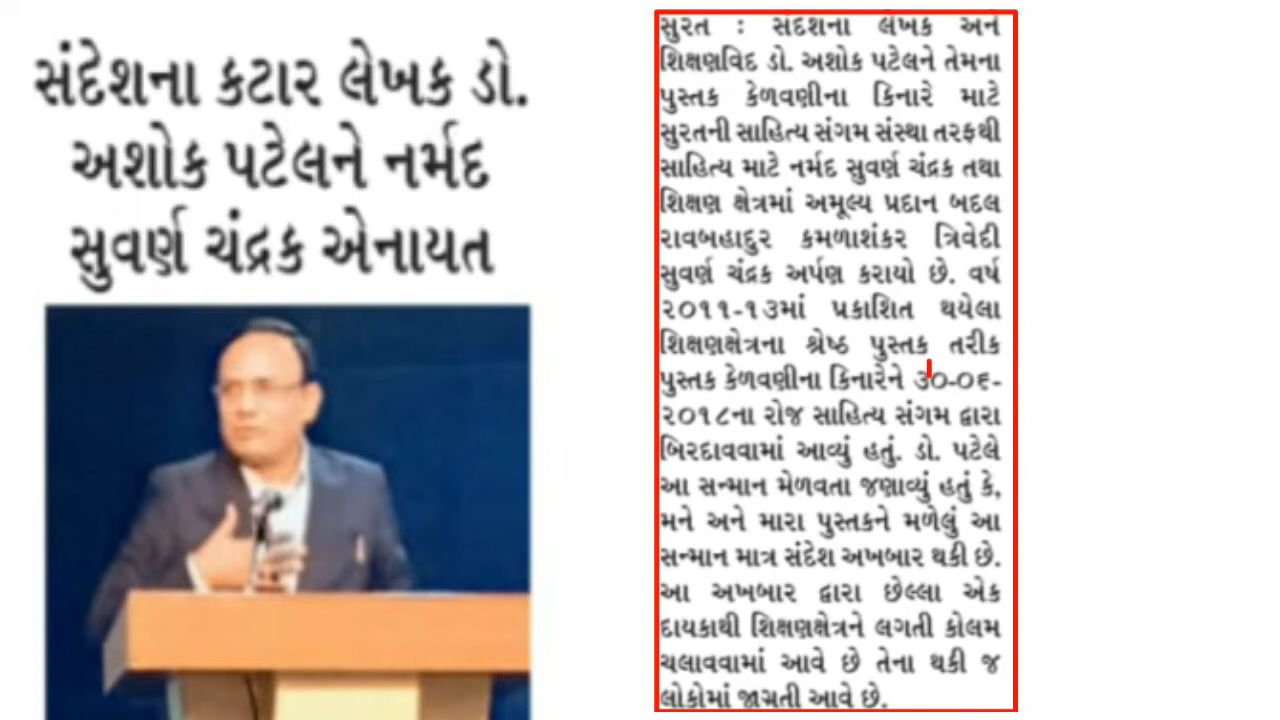 સંદેશના કટાર લેખક ડો.
અશોક પટેલને નર્મદ
સુવર્ણ ચંદ્રક એનાયત
સુરત : સંદેશના લેખક અને
શિક્ષણવિદ ડો. અશોક પટેલને તેમના
પુસ્તક કેળવણીના કિનારે માટે
સુરતની સાહિત્ય સંગમ સંસ્થા તરફથી
સાહિત્ય માટે નર્મદ સુવર્ણ ચંદ્રક તથા
શિક્ષણ ક્ષેત્રમાં અમૂલ્ય પ્રદાન બદલ
રાવબહાદુર કમળાશંકર ત્રિવેદી
સુવર્ણ ચંદ્રક અર્પણ કરાયો છે. વર્ષ
૨૦૧૧-૧૩માં પ્રકાશિત થયેલા
શિક્ષણક્ષેત્રના શ્રેષ્ઠ પુસ્તક તરીક
પુસ્તક કેળવણીના કિનારેને ૩૦-૦૬-
૨૦૧૮ના રોજ સાહિત્ય સંગમ દ્વારા
બિરદાવવામાં આવ્યું હતું. ડો. પટેલે
આ સન્માન મેળવતા જણાવ્યું હતું કે,
મને અને મારા પુસ્તકને મળેલું આ
સન્માન માત્ર સંદેશ અખબાર થકી છે.
આ અખબાર દ્વારા છેલ્લા એક
દાયકાથી શિક્ષણક્ષેત્રને લગતી કોલમ
ચલાવવામાં આવે છે તેના થકી જ
લોકોમાં જાગ્રતી આવે છે.